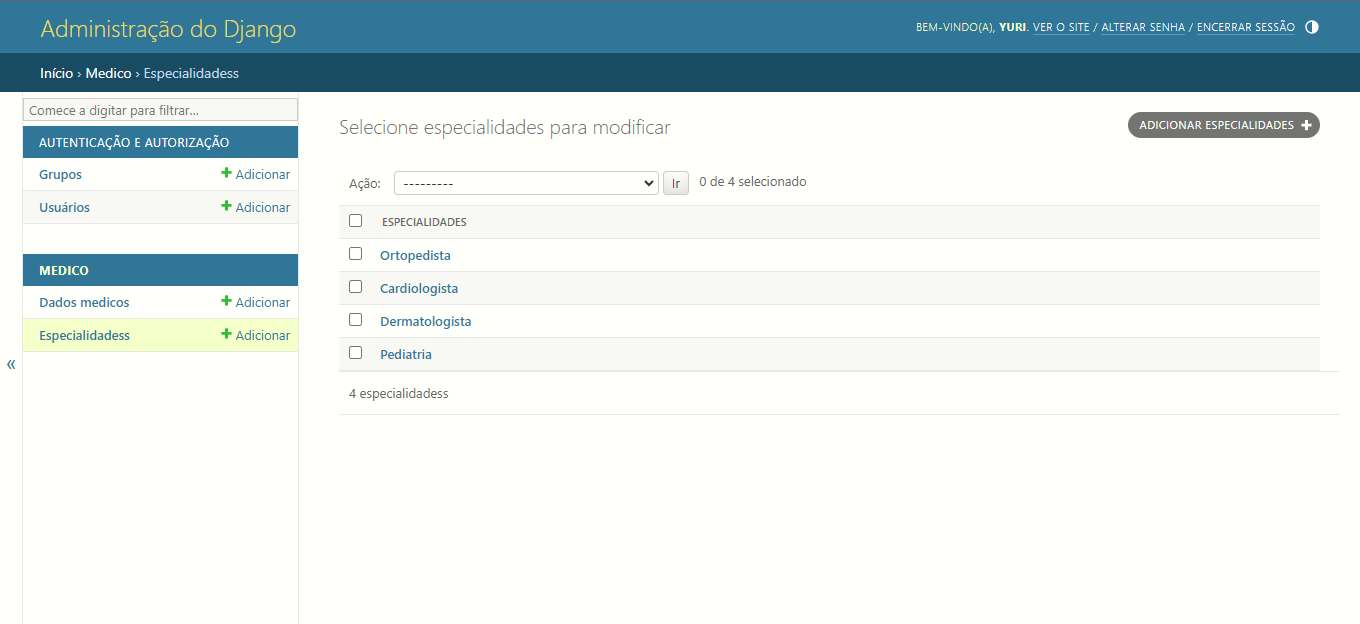 Administração do Django
BEM-VINDO(A), YURI. VER O SITE / ALTERAR SENHA / ENCERRAR SESSÃO
Início › Medico › Especialidadess
Comece a digitar para filtrar...
AUTENTICAÇÃO E AUTORIZAÇÃO
Grupos + Adicionar
Usuários + Adicionar
MEDICO
Dados medicos + Adicionar
Especialidadess + Adicionar
«
Selecione especialidades para modificar
ADICIONAR ESPECIALIDADES +
Ação: --------- Ir 0 de 4 selecionado
ESPECIALIDADES
Ortopedista
Cardiologista
Dermatologista
Pediatria
4 especialidadess